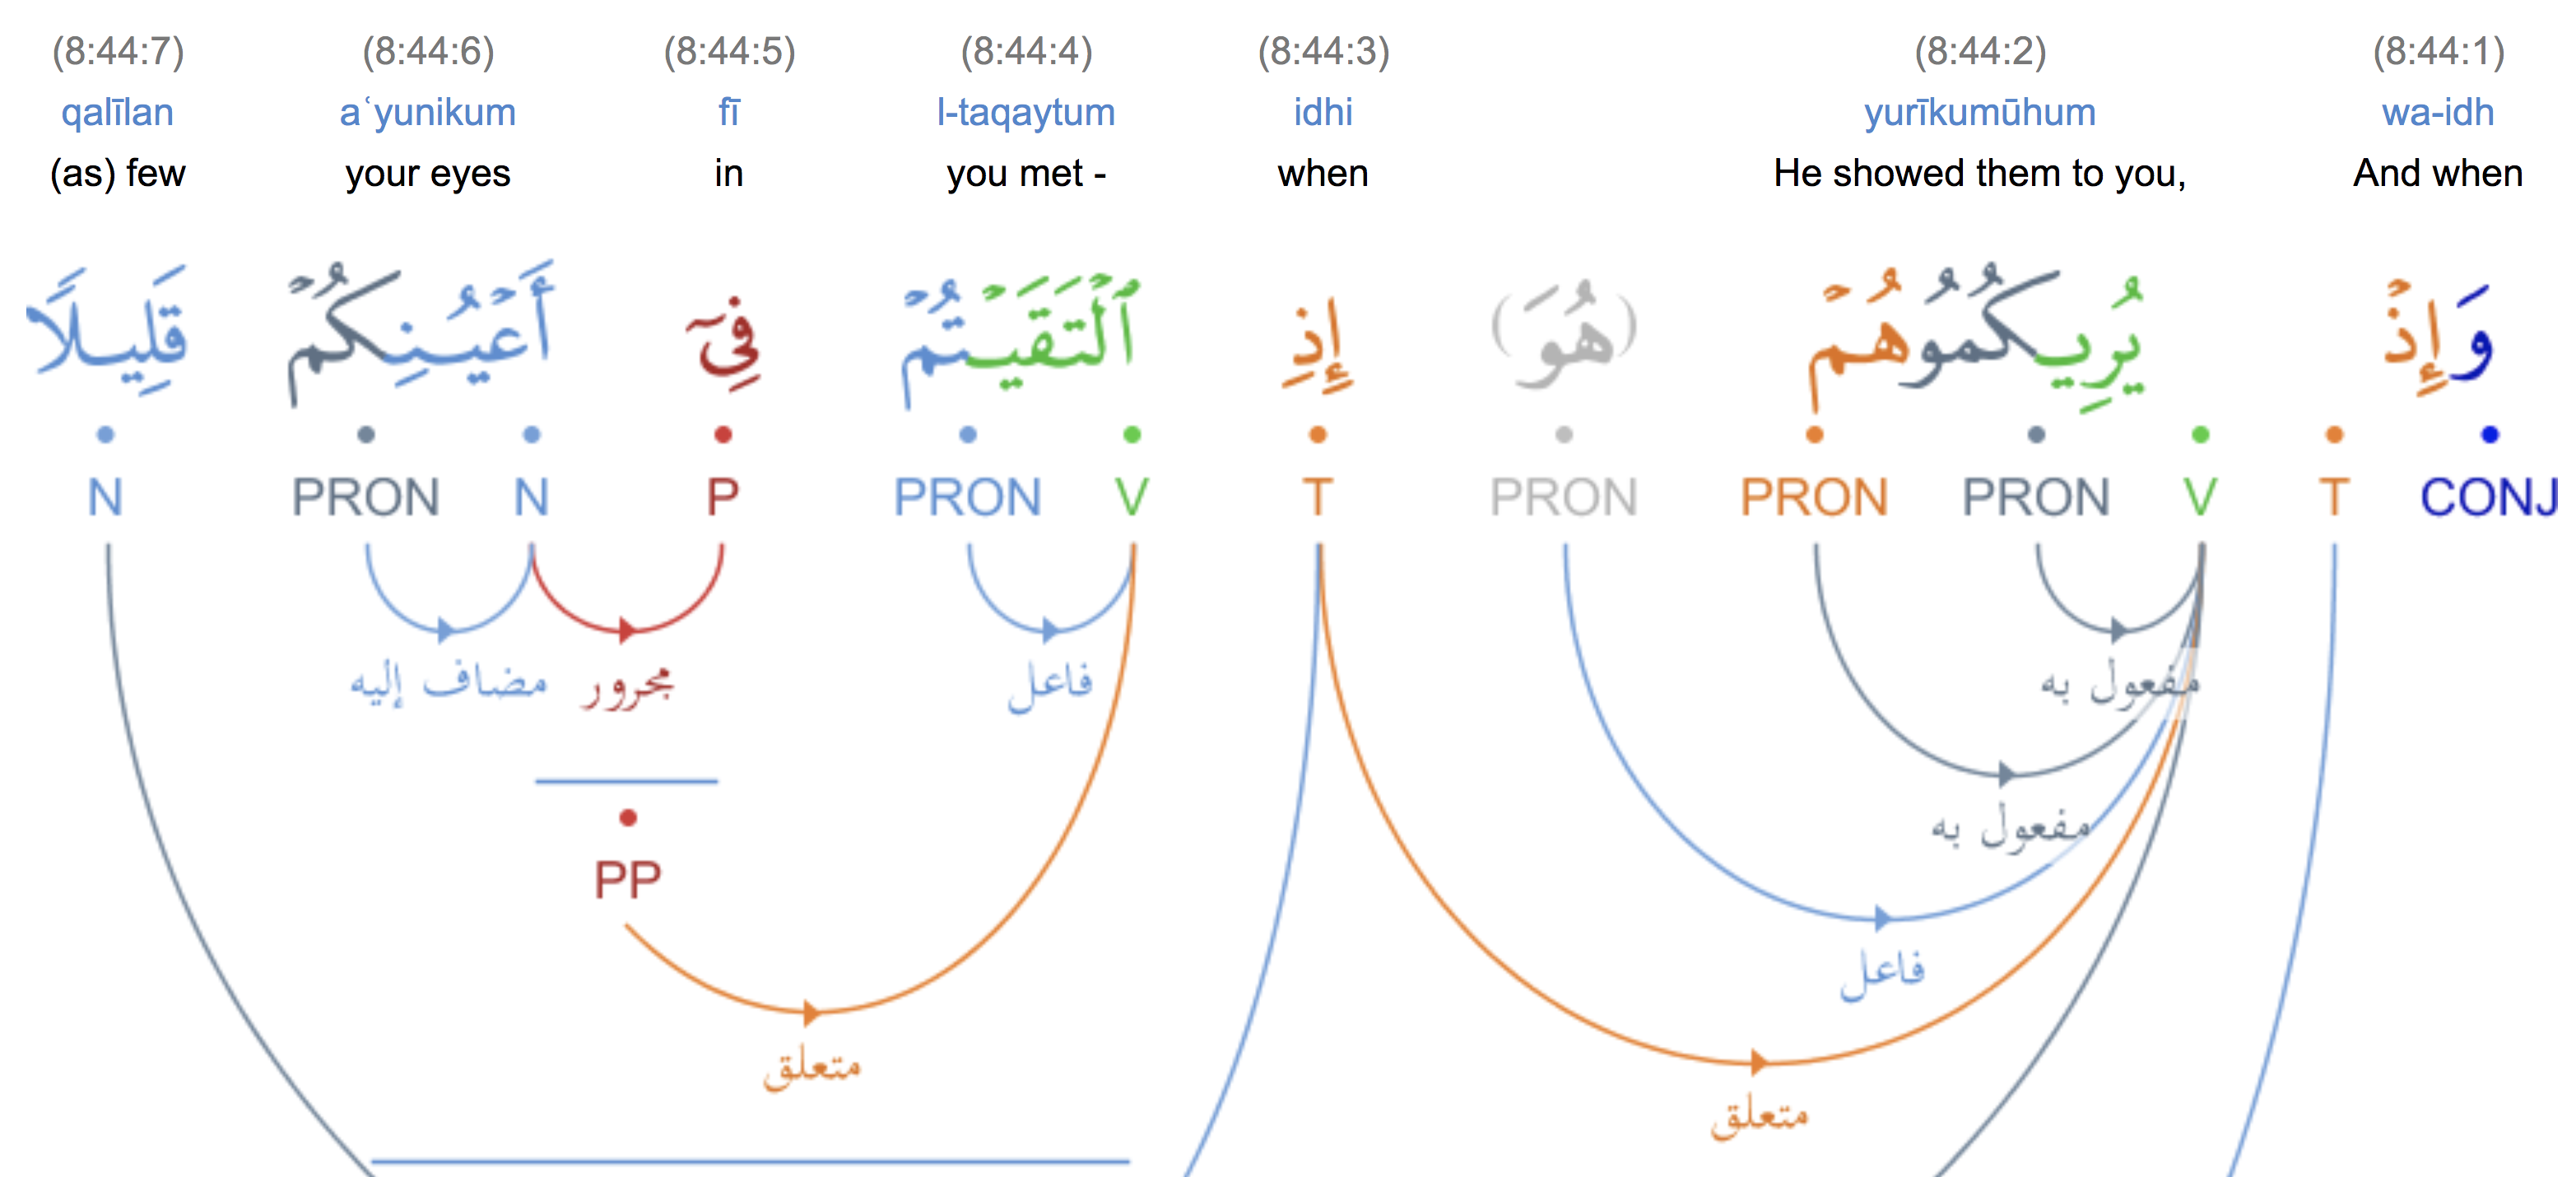 (8:44:7) (8:44:6) (8:44:5) (8:44:4) (8:44:3) (8:44:2) (8:44:1)
qalīlan aʿyunikum fī l-taqaytum idhi yurīkumūhum wa-idh
(as) few your eyes in you met - when He showed them to you, And when
وَإِذْ يُرِيكُمُوهُمْ (هُوَ) إِذِ ٱلْتَقَيْتُمْ فِىٓ أَعْيُنِكُمْ قَلِيلًا
N PRON N P PRON V T PRON PRON PRON V T CONJ
مفعول به فاعل مجرور مضاف إليه
مفعول به
PP
فاعل
متعلق
متعلق